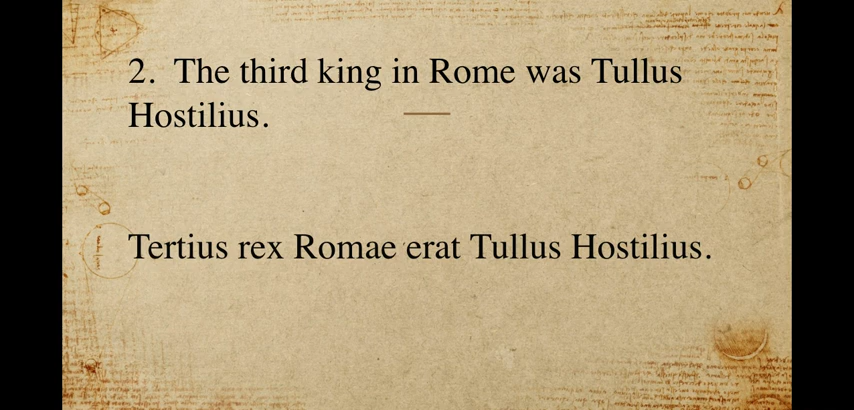 2. The third king in Rome was Tullus
Hostilius.
Tertius rex Romae erat Tullus Hostilius.